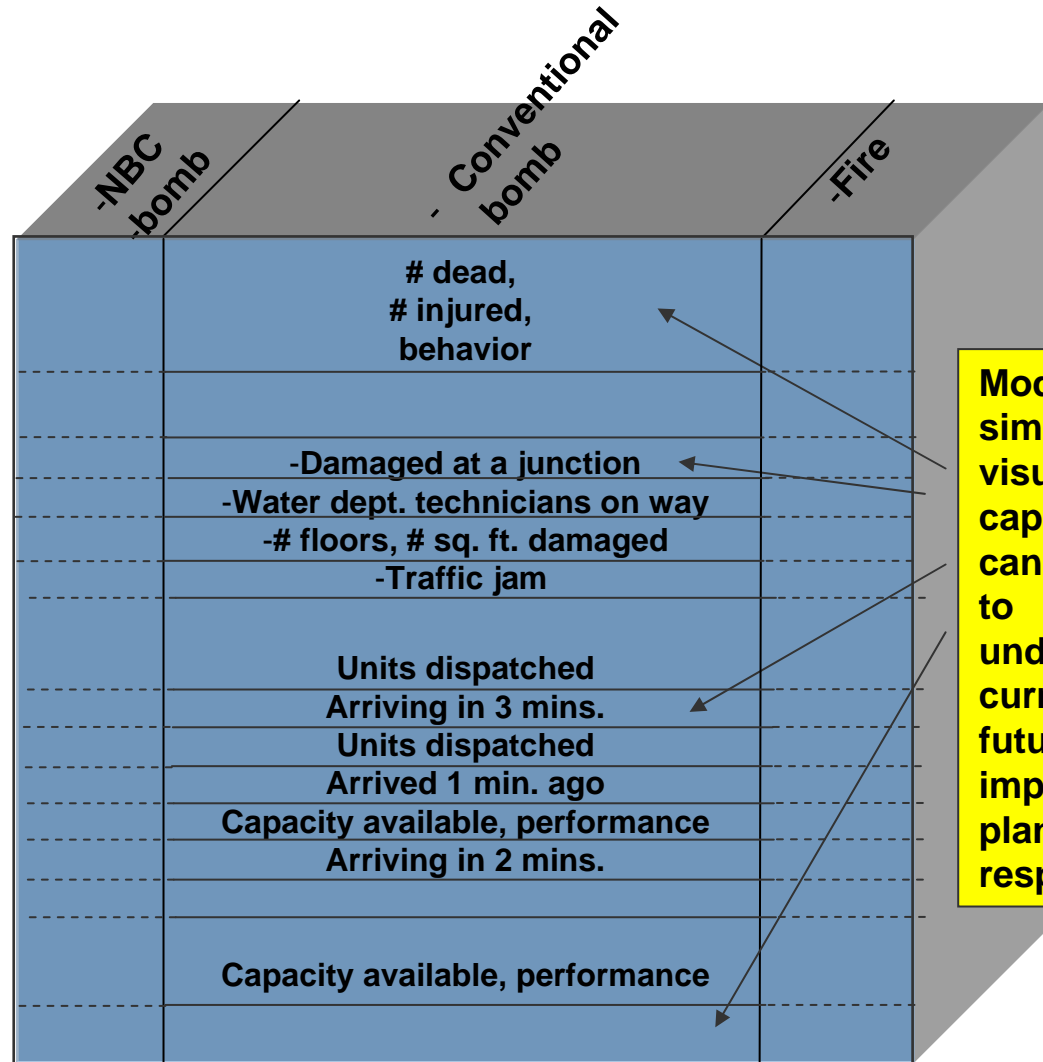 -NBC
-bomb
- Conventional
bomb
-Fire
# dead,
# injured,
behavior
-Damaged at a junction
-Water dept. technicians on way
-# floors, # sq. ft. damaged
-Traffic jam
Units dispatched
Arriving in 3 mins.
Units dispatched
Arrived 1 min. ago
Capacity available, performance
Arriving in 2 mins.
Capacity available, performance
to